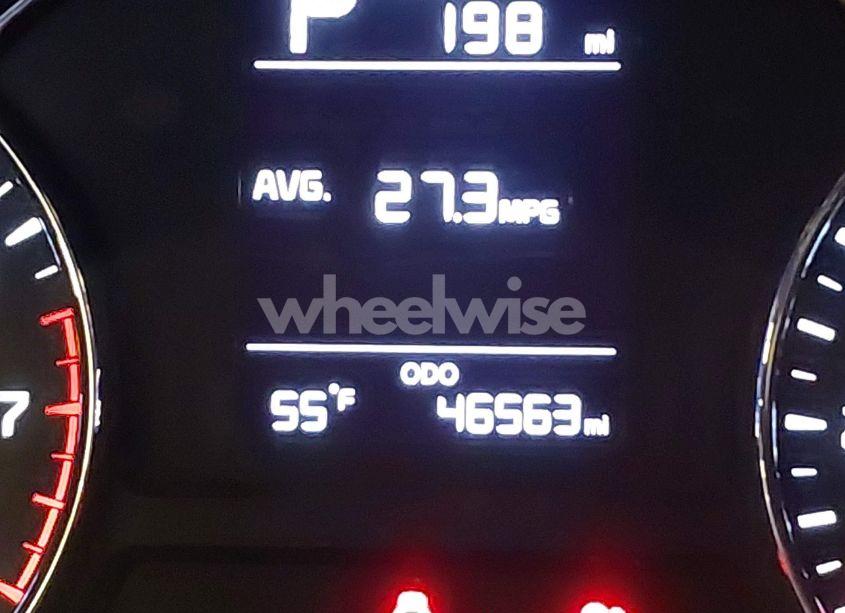 P 198 mi
AVG. 27.3 MPG
wheelwise
ODO
55°F 46563 mi
7